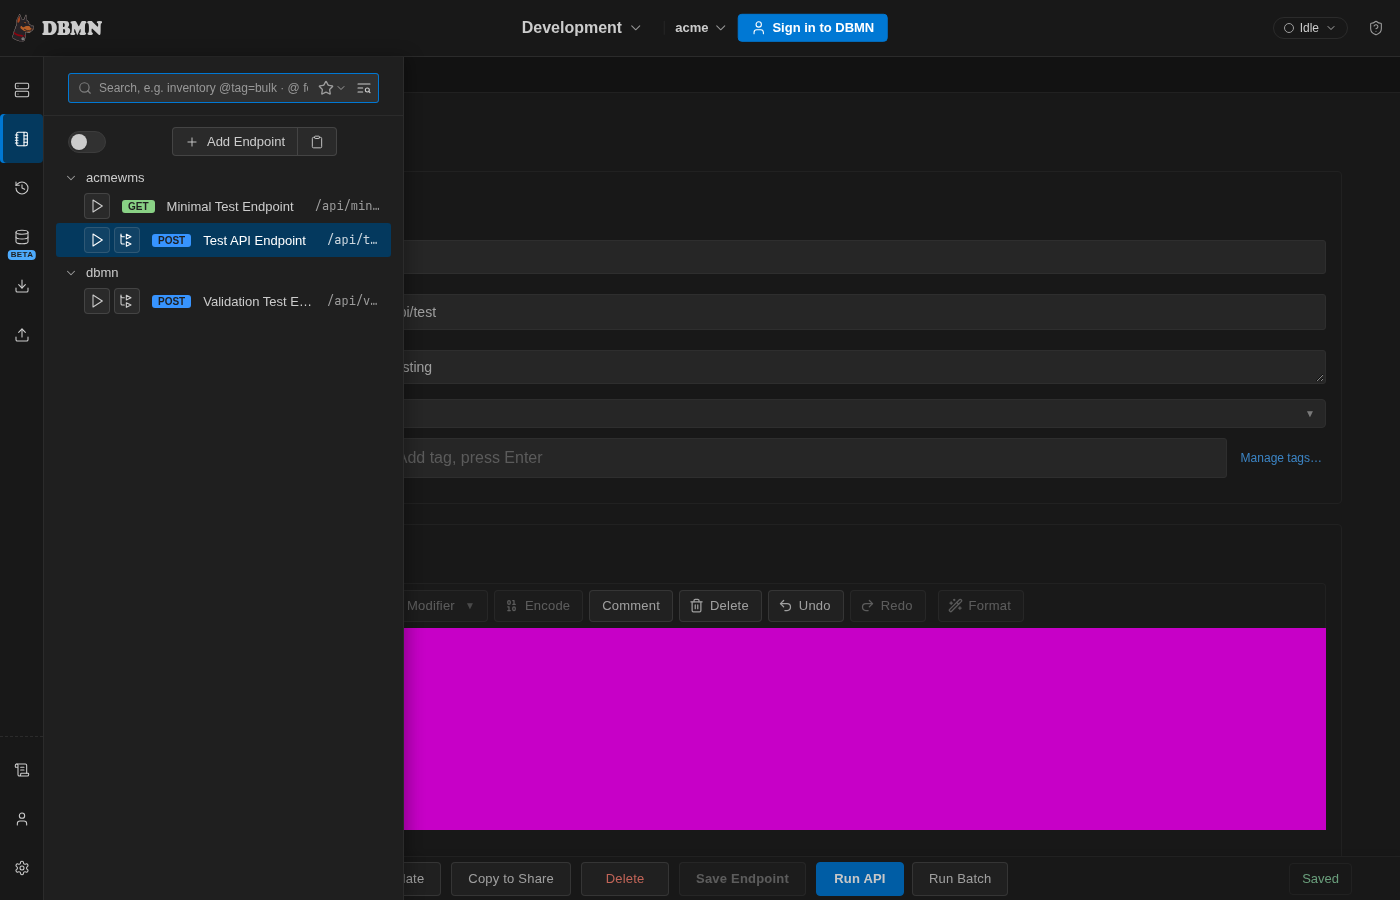 DBMN
Development
acme
Sign in to DBMN
Idle
Search, e.g. inventory @tag=bulk · @ f
Add Endpoint
acmewms
GET Minimal Test Endpoint /api/min…
POST Test API Endpoint /api/t…
dbmn
POST Validation Test E… /api/v…
BETA
i/test
sting
Add tag, press Enter
Manage tags…
Modifier
Encode
Comment
Delete
Undo
Redo
Format
ate
Copy to Share
Delete
Save Endpoint
Run API
Run Batch
Saved